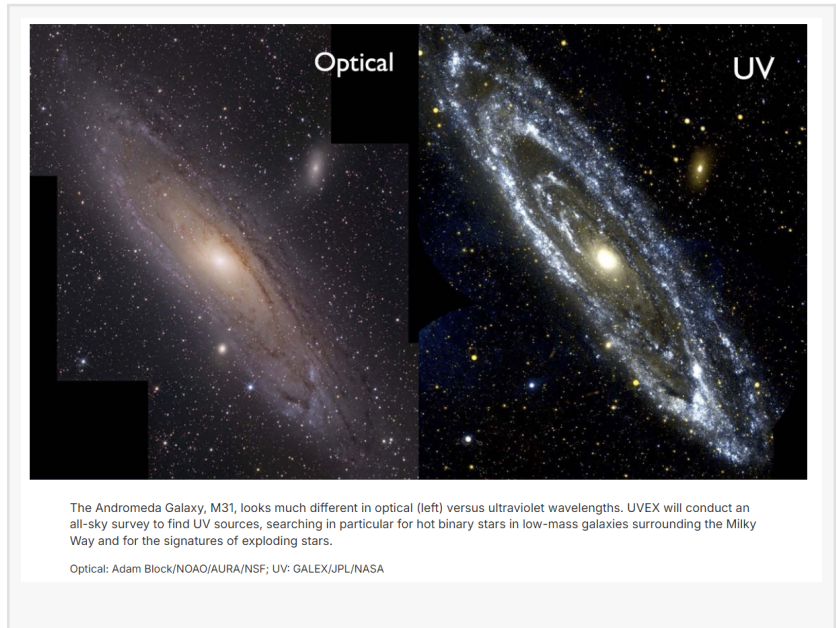 Optical
UV
The Andromeda Galaxy, M31, looks much different in optical (left) versus ultraviolet wavelengths. UVEX will conduct an
all-sky survey to find UV sources, searching in particular for hot binary stars in low-mass galaxies surrounding the Milky
Way and for the signatures of exploding stars.
Optical: Adam Block/NOAO/AURA/NSF; UV: GALEX/JPL/NASA